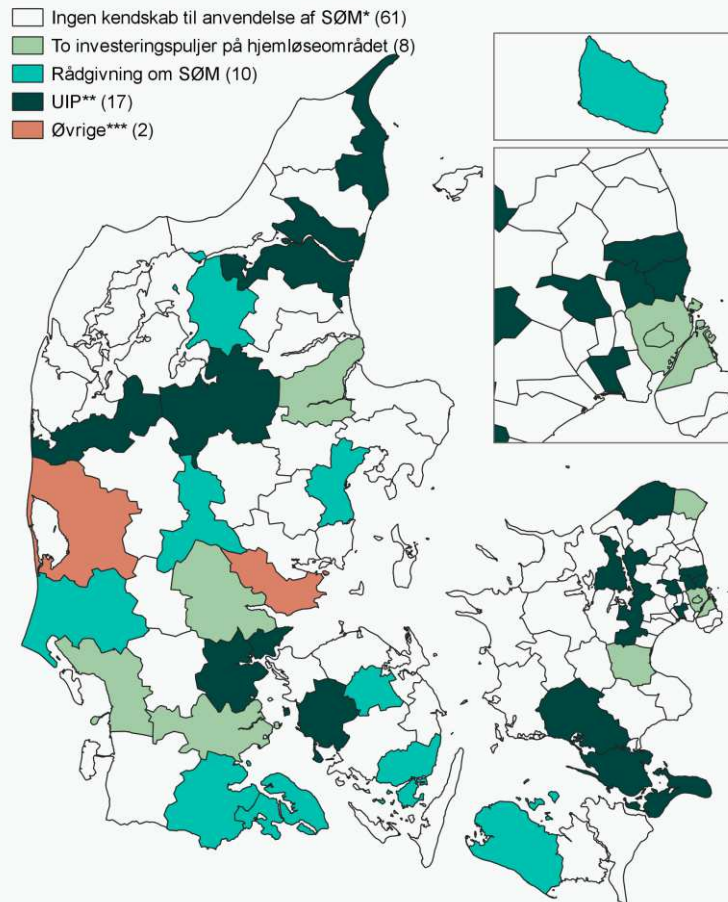 Ingen kendskab til anvendelse af SØM* (61)
To investeringspuljer på hjemløseområdet (8)
Rådgivning om SØM (10)
UIP** (17)
Øvrige*** (2)